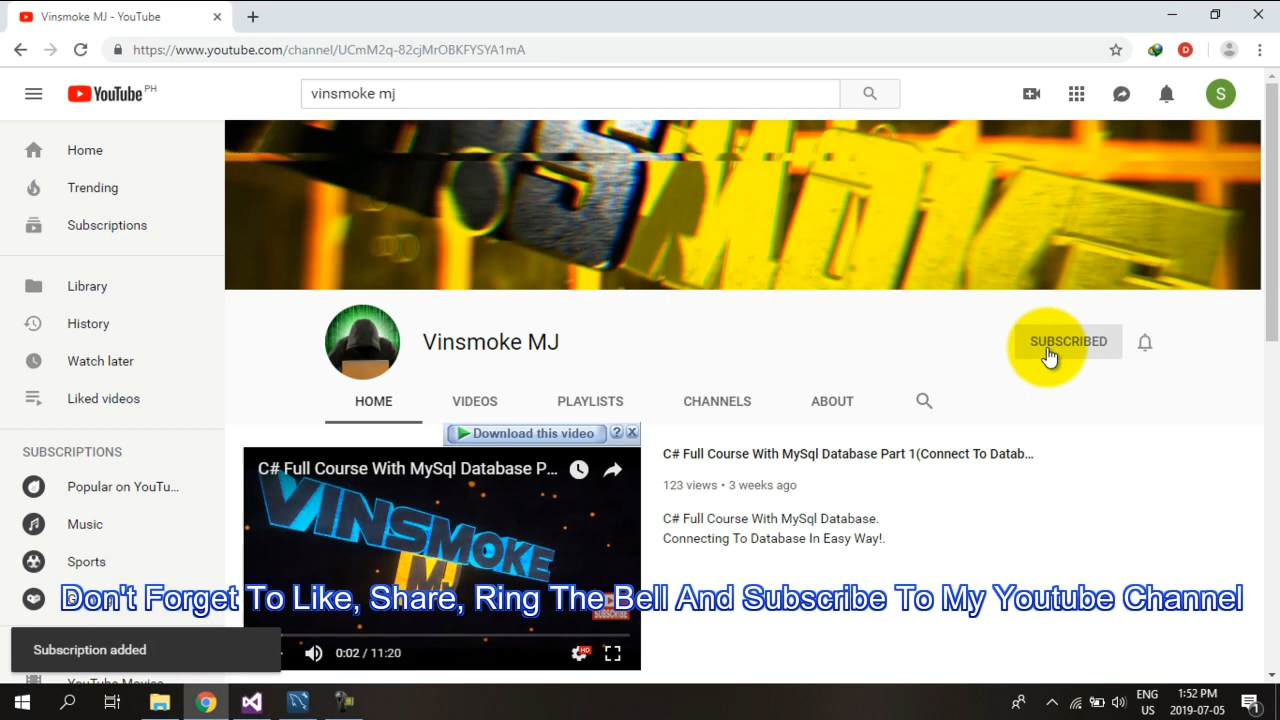 Vinsmoke MJ - YouTube
https://www.youtube.com/channel/UCmM2q-82cjMrOBKFYSYA1mA
YouTube PH
vinsmoke mj
S
Home
Trending
Subscriptions
Library
History
Watch later
Liked videos
SUBSCRIPTIONS
Popular on YouTu...
Music
Sports
Vinsmoke MJ
SUBSCRIBED
HOME VIDEOS PLAYLISTS CHANNELS ABOUT
Download this video
C# Full Course With MySql Database P...
VINSMOKE
MJ
SUBSCRIBE
0:02 / 11:20
HD
C# Full Course With MySql Database Part 1(Connect To Datab...
123 views • 3 weeks ago
C# Full Course With MySql Database.
Connecting To Database In Easy Way!.
Don't Forget To Like, Share, Ring The Bell And Subscribe To My Youtube Channel
Subscription added
YouTube Movies
ENG
US
1:52 PM
2019-07-05
1